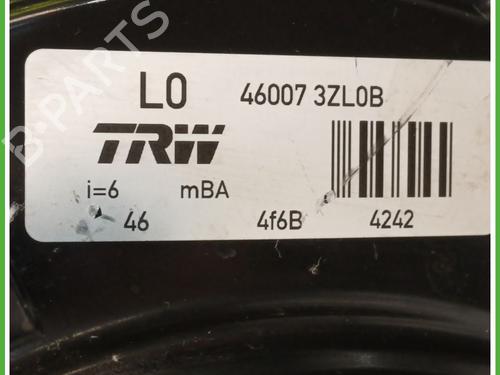 B-PARTS
L0 46007 3ZL0B
TRW
i=6 mBA
46 4f6B 4242